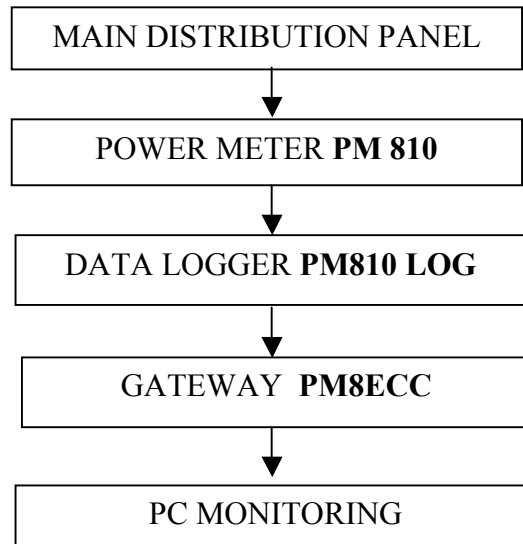 MAIN DISTRIBUTION PANEL
POWER METER PM 810
DATA LOGGER PM810 LOG
GATEWAY PM8ECC
PC MONITORING